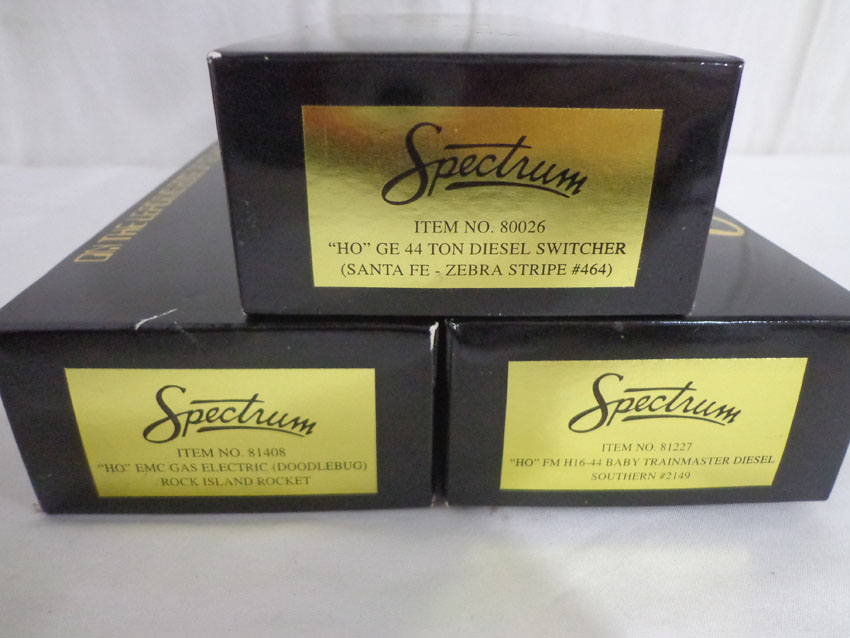 Spectrum
ITEM NO. 80026
"HO" GE 44 TON DIESEL SWITCHER
(SANTA FE - ZEBRA STRIPE #464)
Spectrum
ITEM NO. 81408
"HO" EMC GAS ELECTRIC (DOODLEBUG)
ROCK ISLAND ROCKET
Spectrum
ITEM NO. 81227
"HO" FM H16-44 BABY TRAINMASTER DIESEL
SOUTHERN #2149
ON THE